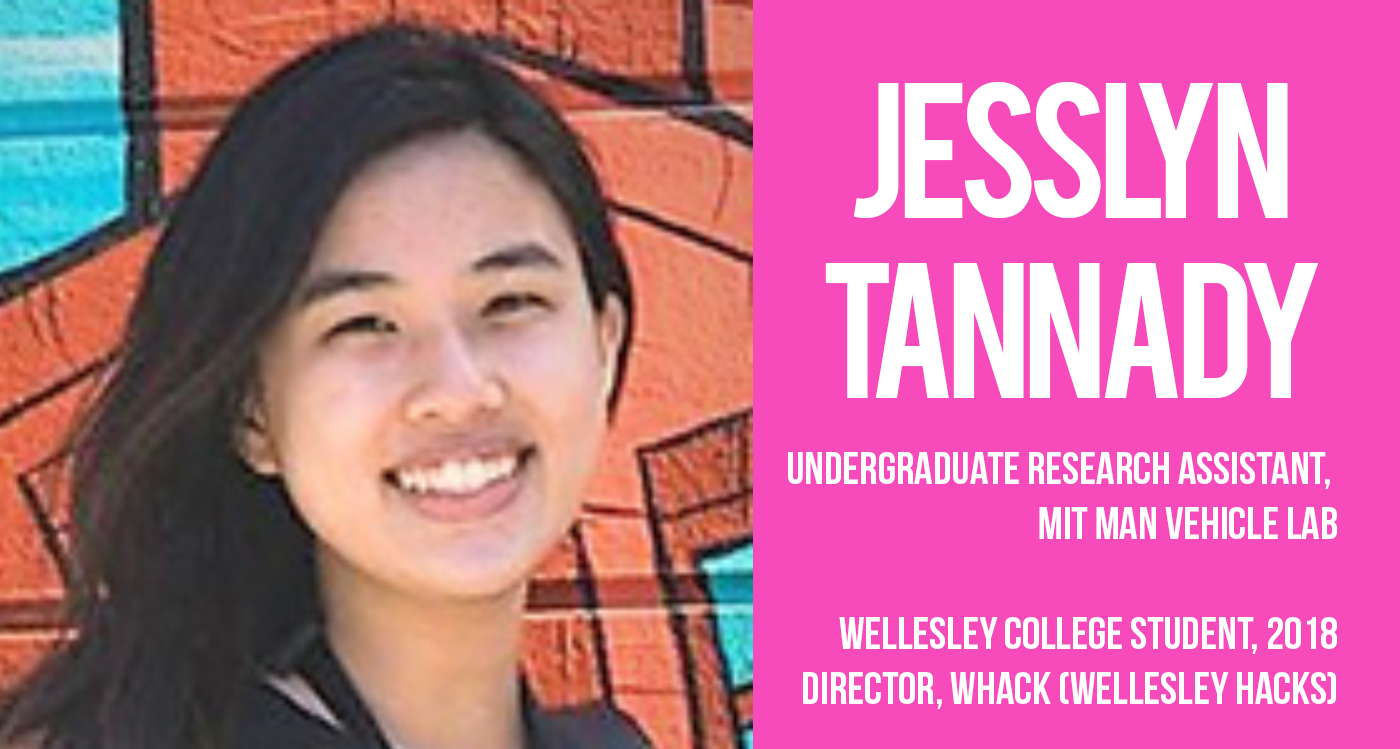 JESSLYN
TANNADY
UNDERGRADUATE RESEARCH ASSISTANT,
MIT MAN VEHICLE LAB
WELLESLEY COLLEGE STUDENT, 2018
DIRECTOR, WHACK (WELLESLEY HACKS)